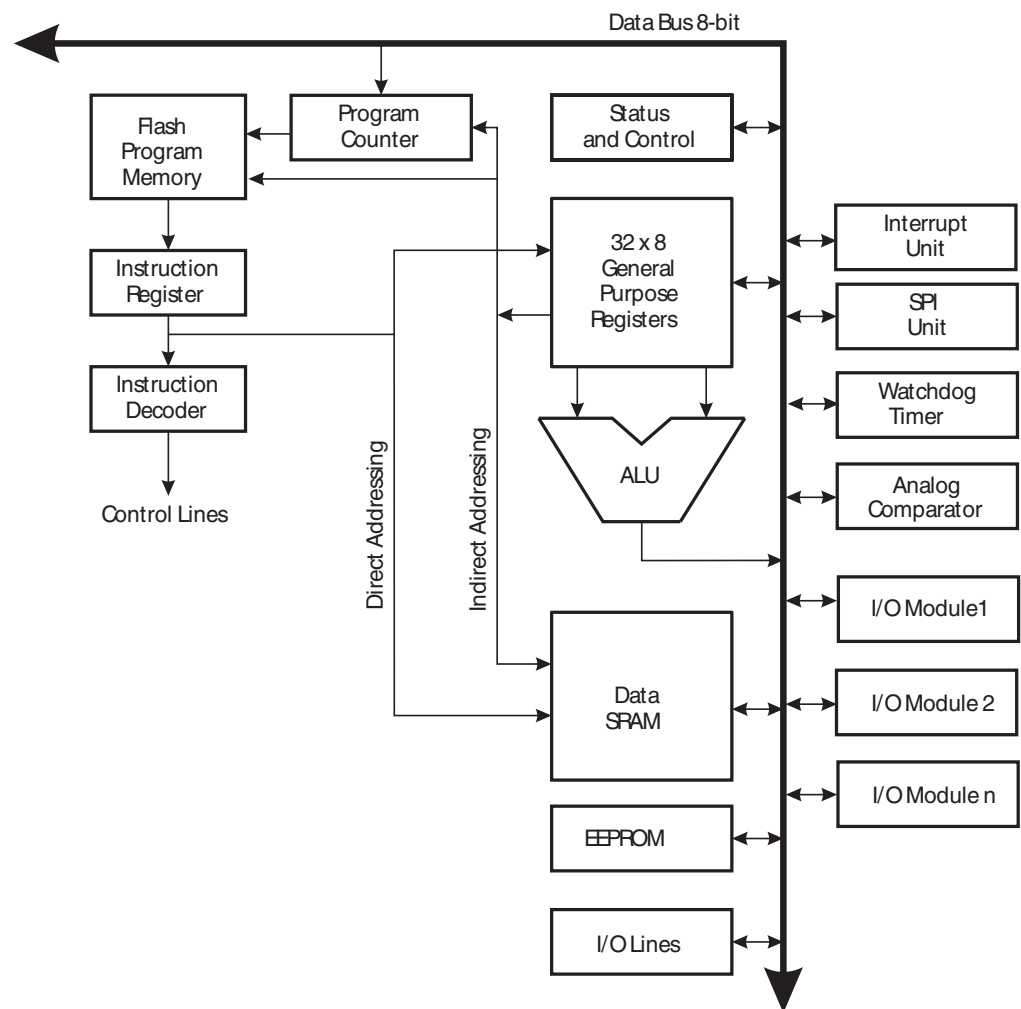 Data Bus 8-bit
Flash
Program
Memory
Program
Counter
Status
and Control
32 x 8
General
Purpose
Registers
Interrupt
Unit
Instruction
Register
SPI
Unit
Instruction
Decoder
Watchdog
Timer
Direct Addressing
Indirect Addressing
ALU
Analog
Comparator
Control Lines
I/O Module1
Data
SRAM
I/O Module 2
I/O Module n
EEPROM
I/O Lines